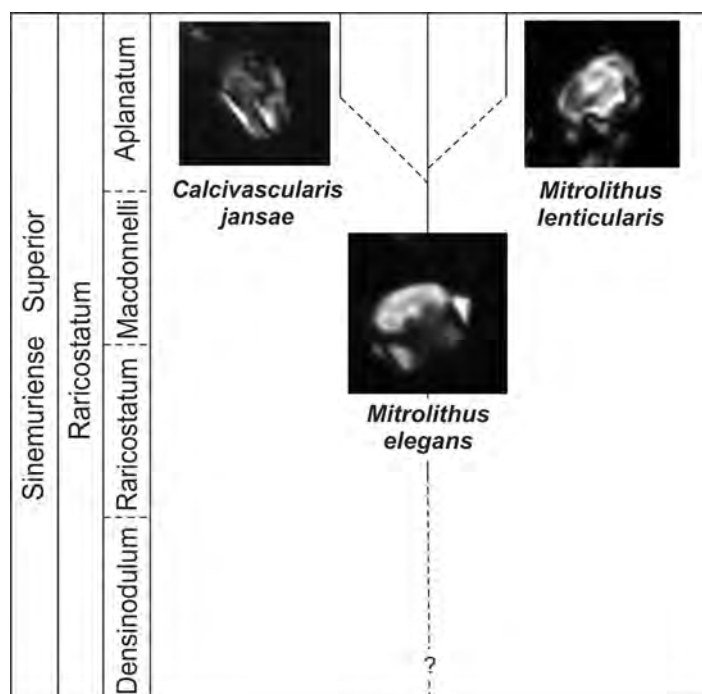 Sinemuriense Superior
Raricostatum
Aplanatum
Macdonnelli
Raricostatum
Densinodulum
Calcivascularis
jansae
Mitrolithus
lenticularis
Mitrolithus
elegans
?